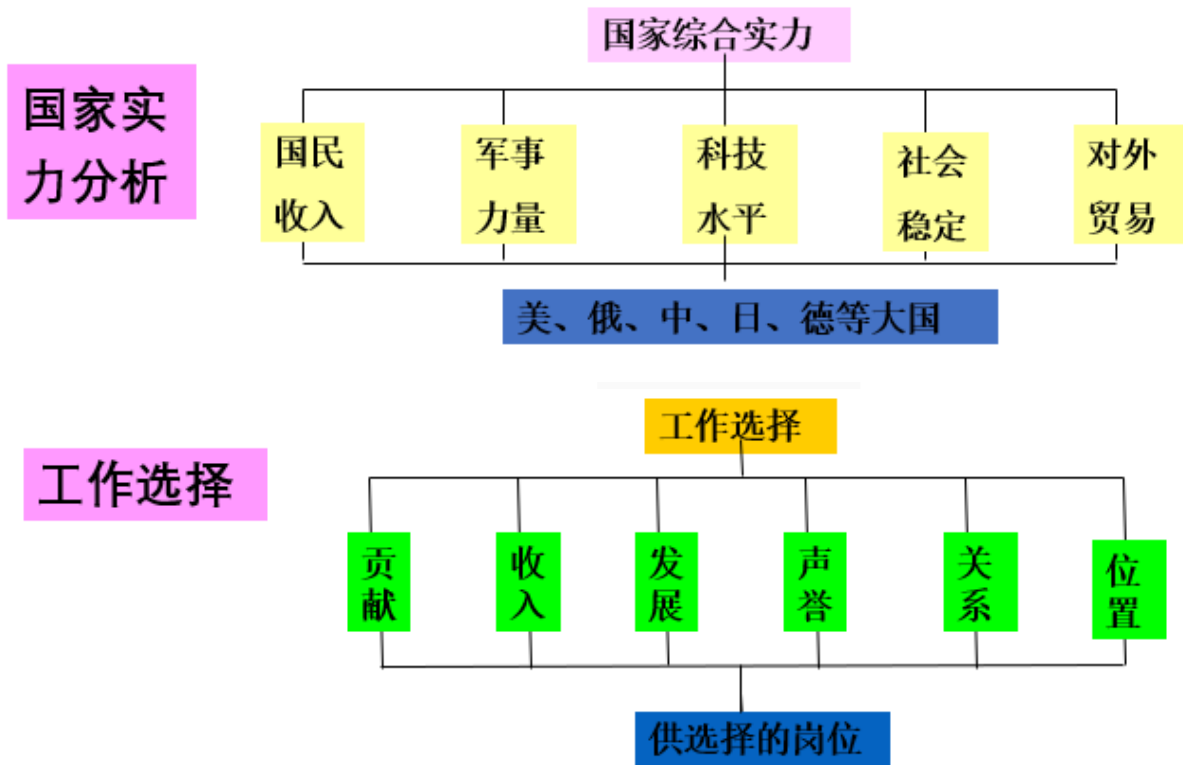 国家综合实力
国家实
力分析
国民
收入
军事
力量
科技
水平
社会
稳定
对外
贸易
美、俄、中、日、德等大国
工作选择
工作选择
贡献
收入
发展
声誉
关系
位置
供选择的岗位